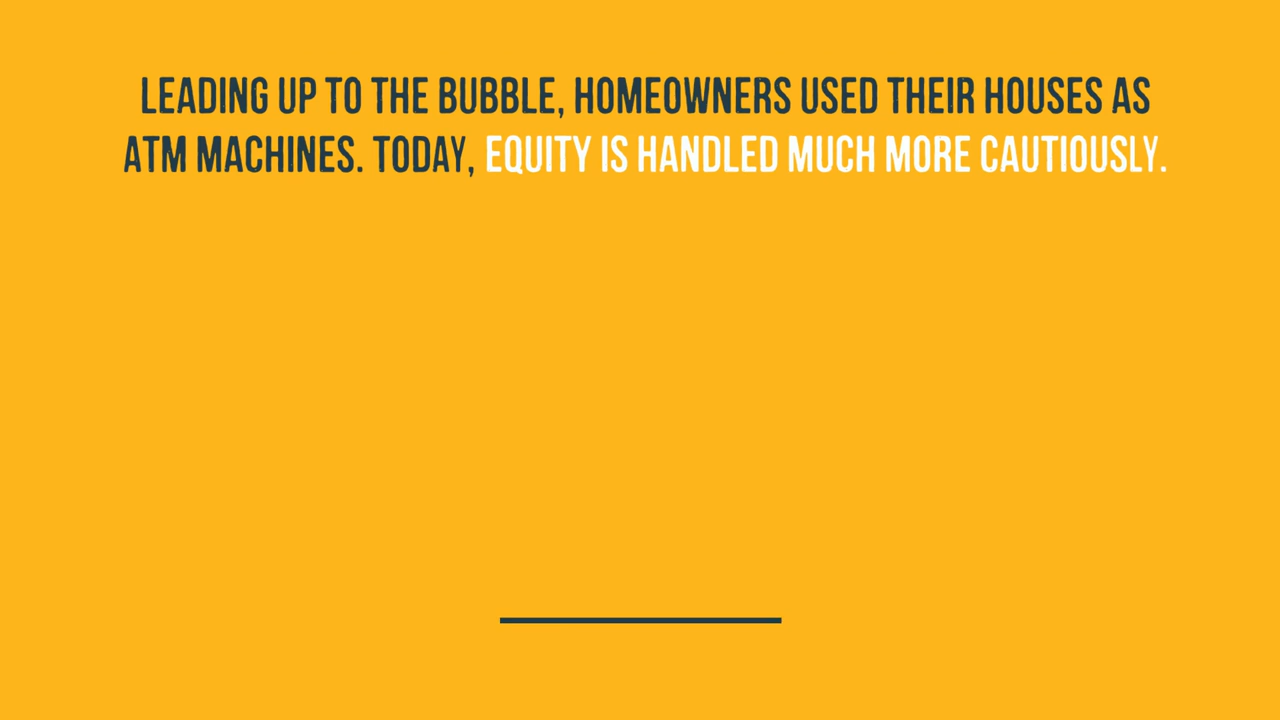 LEADING UP TO THE BUBBLE, HOMEOWNERS USED THEIR HOUSES AS
ATM MACHINES. TODAY, EQUITY IS HANDLED MUCH MORE CAUTIOUSLY.